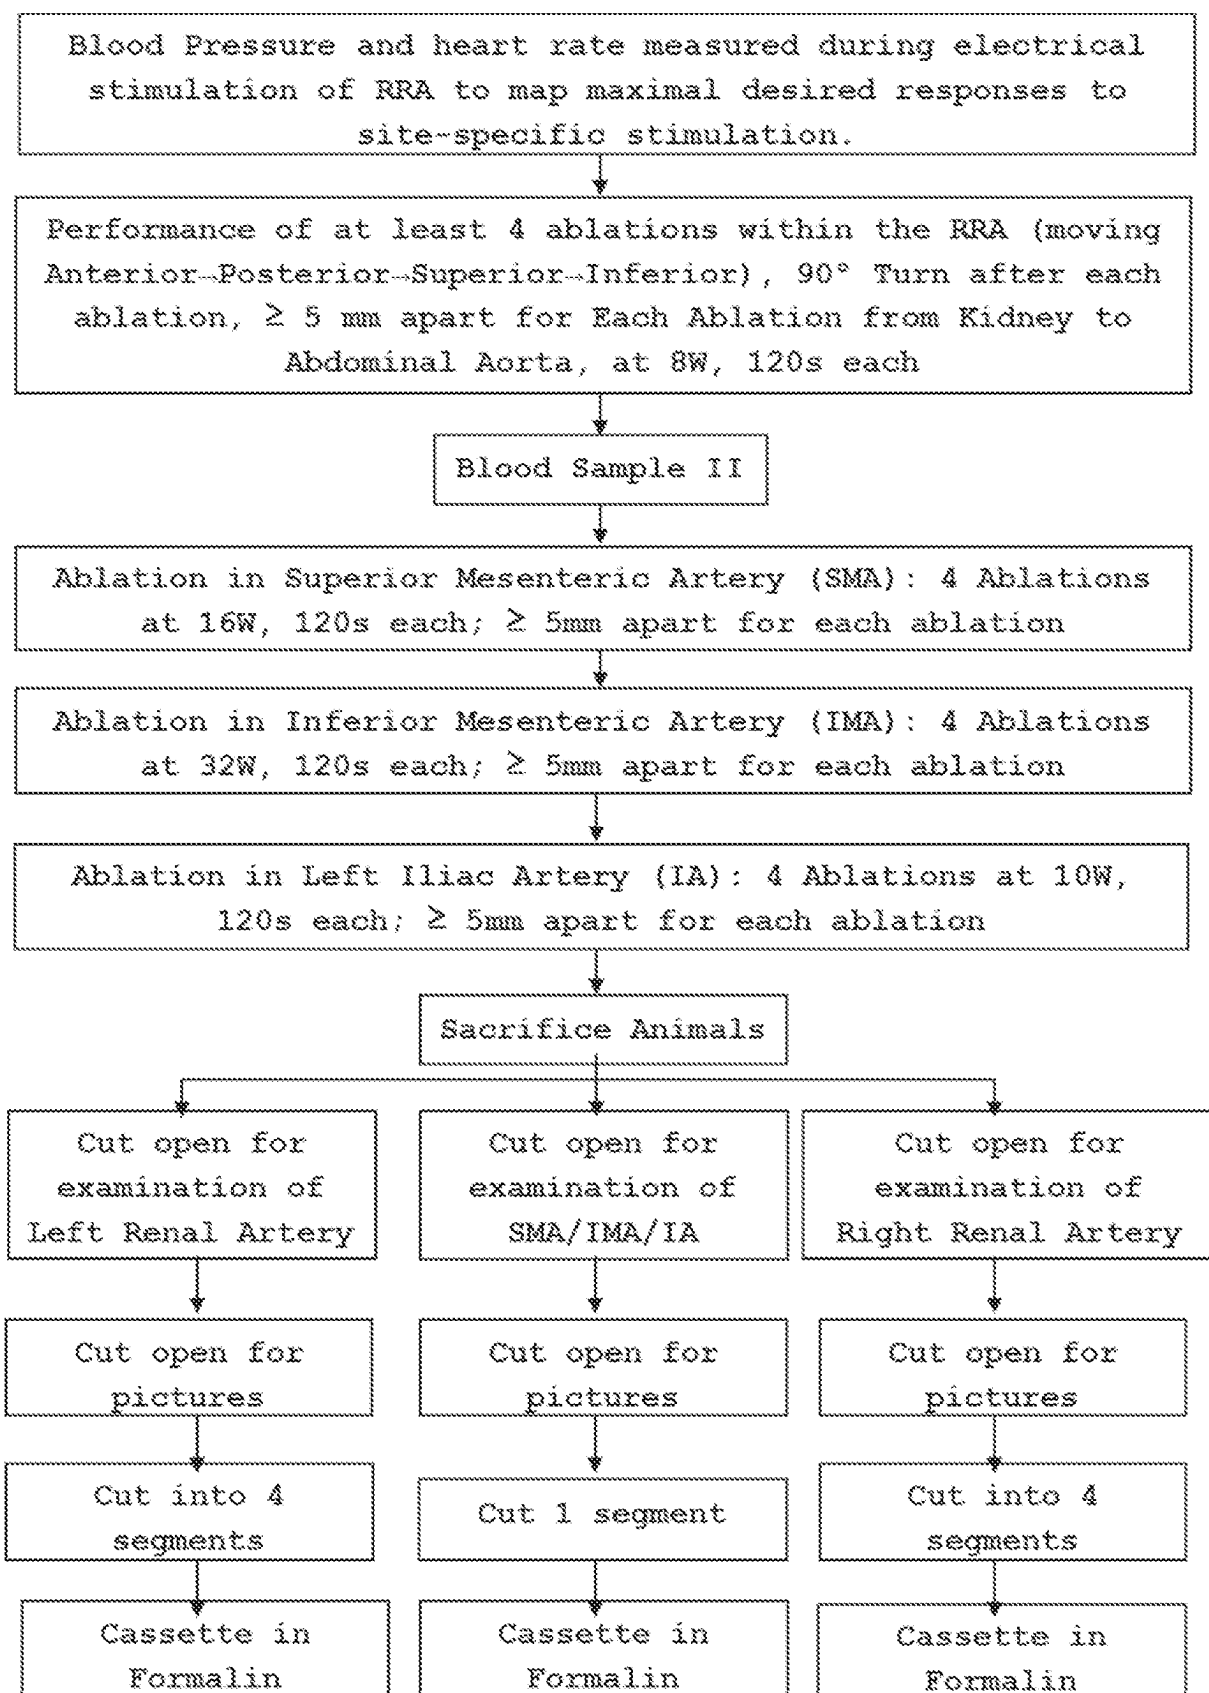 Blood Pressure and heart rate measured during electrical
stimulation of RRA to map maximal desired responses to
site-specific stimulation.
Performance of at least 4 ablations within the RRA (moving
Anterior→Posterior→Superior→Inferior), 90° Turn after each
ablation, ≥ 5 mm apart for Each Ablation from Kidney to
Abdominal Aorta, at 8W, 120s each
Blood Sample II
Ablation in Superior Mesenteric Artery (SMA): 4 Ablations
at 16W, 120s each; ≥ 5mm apart for each ablation
Ablation in Inferior Mesenteric Artery (IMA): 4 Ablations
at 32W, 120s each; ≥ 5mm apart for each ablation
Ablation in Left Iliac Artery (IA): 4 Ablations at 10W,
120s each; ≥ 5mm apart for each ablation
Sacrifice Animals
Cut open for
examination of
Left Renal Artery
Cut open for
examination of
SMA/IMA/IA
Cut open for
examination of
Right Renal Artery
Cut open for
pictures
Cut open for
pictures
Cut open for
pictures
Cut into 4
segments
Cut 1 segment
Cut into 4
segments
Cassette in
Formalin
Cassette in
Formalin
Cassette in
Formalin